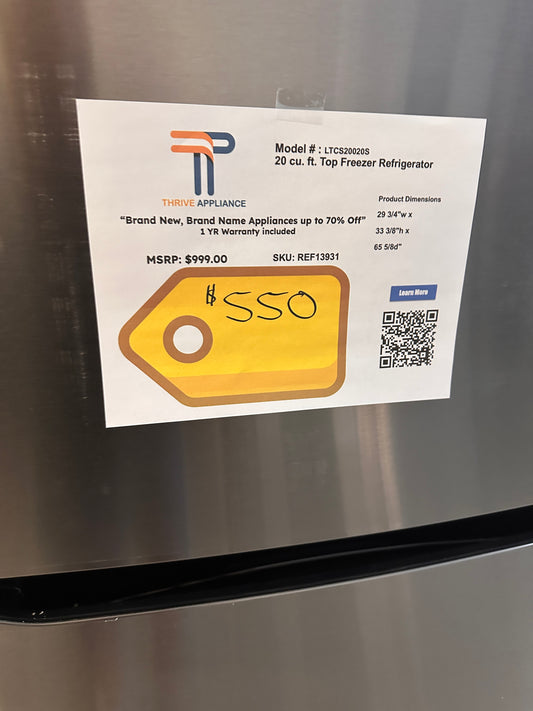 Model # : LTCS20020S
20 cu. ft. Top Freezer Refrigerator
THRIVE APPLIANCE
"Brand New, Brand Name Appliances up to 70% Off"
1 YR Warranty included
Product Dimensions
29 3/4"w x
33 3/8"h x
65 5/8d"
MSRP: $999.00
SKU: REF13931
$550
Learn More